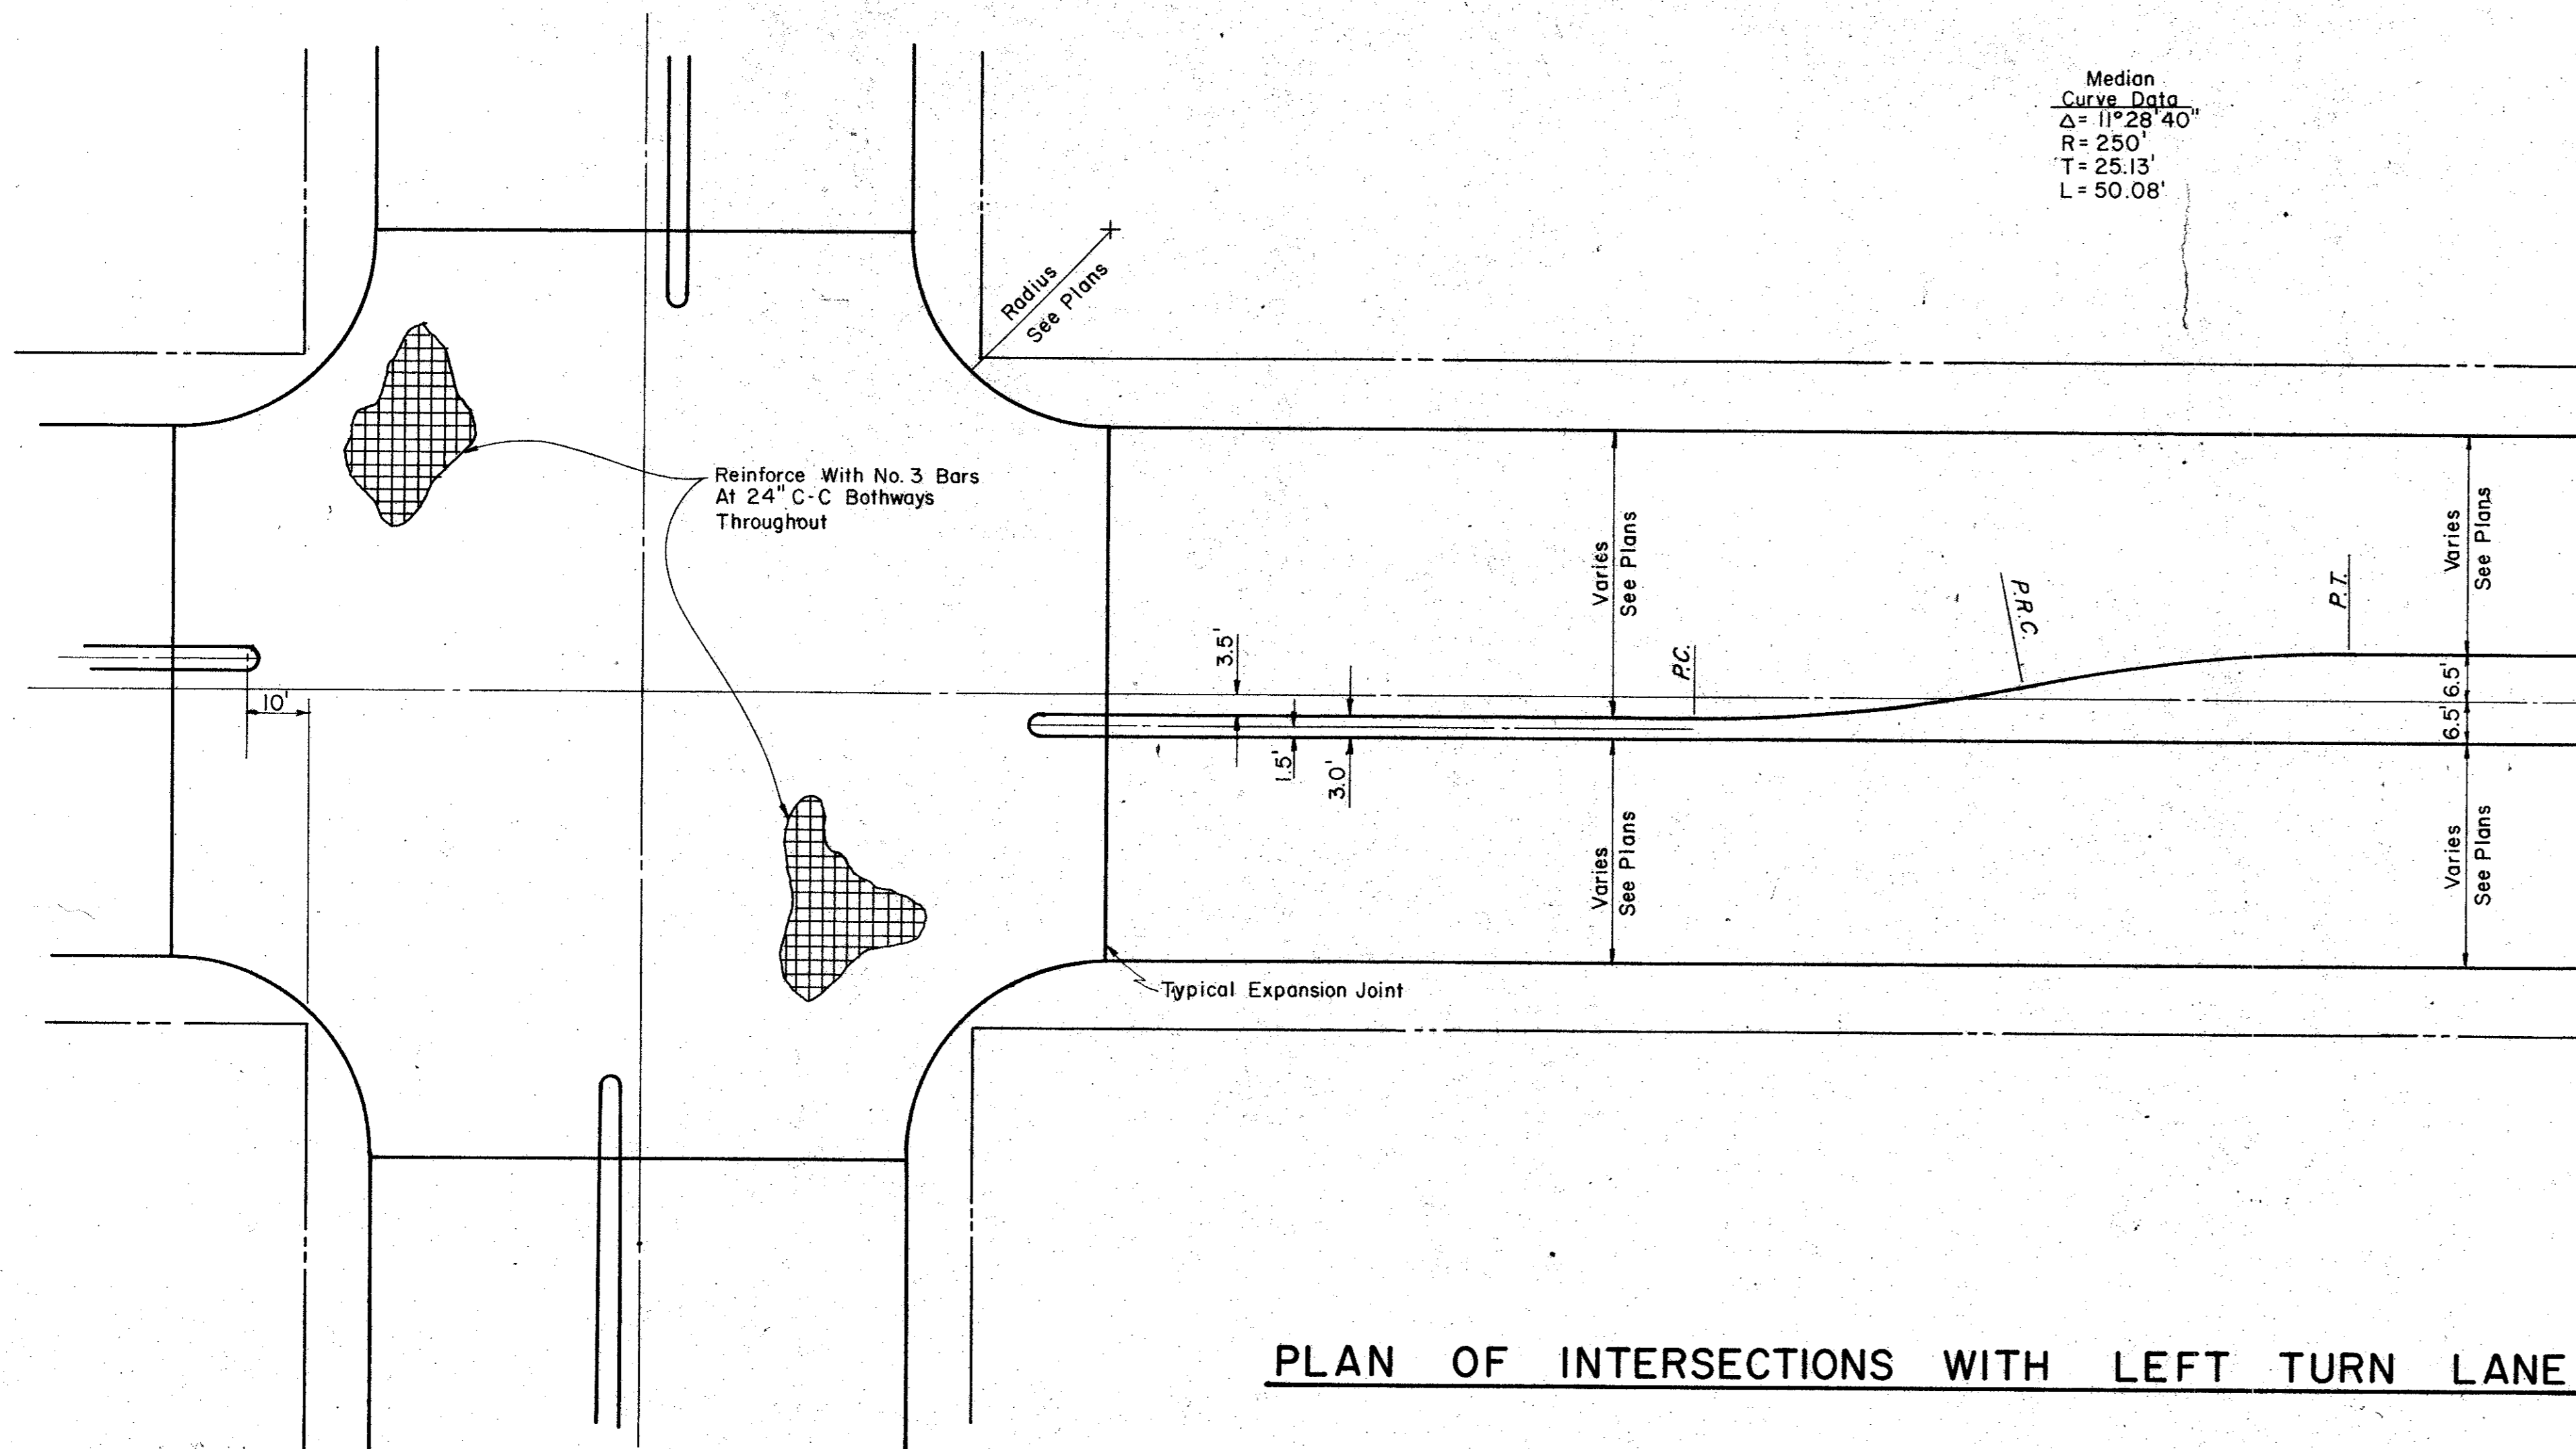 Median
Curve Data
Δ= 11°28'40"
R = 250'
T = 25.13'
L = 50.08'
Radius
See Plans
Reinforce With No. 3 Bars
At 24" C-C Bothways
Throughout
Varies
See Plans
Varies
See Plans
P.T.
P.R.C.
P.C.
3.5'
10'
1.5'
3.0'
6.5'
6.5'
Varies
See Plans
Varies
See Plans
Typical Expansion Joint
PLAN OF INTERSECTIONS WITH LEFT TURN LANE